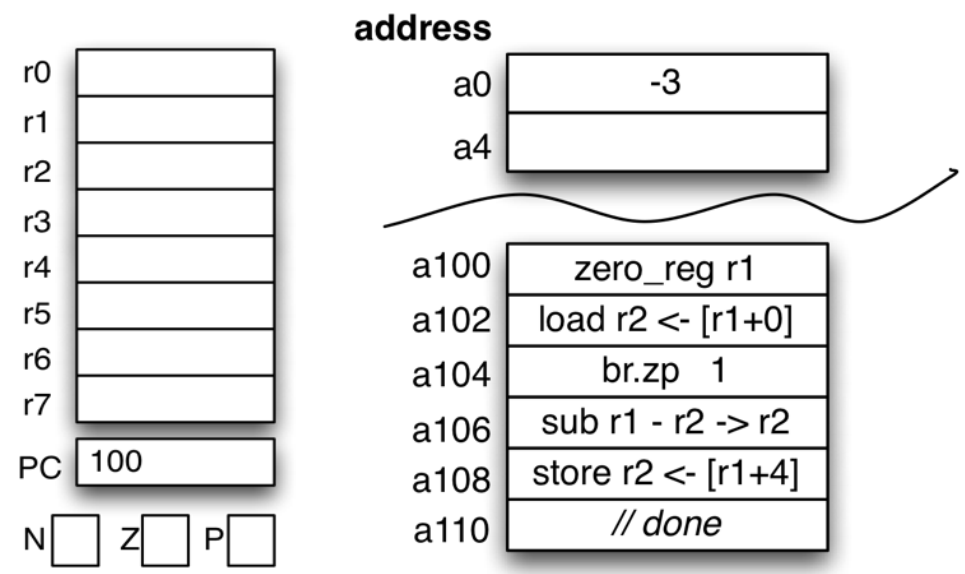 address
r0
r1
r2
r3
r4
r5
r6
r7
PC 100
N Z P
a0 -3
a4
a100 zero_reg r1
a102 load r2 <- [r1+0]
a104 br.zp 1
a106 sub r1 - r2 -> r2
a108 store r2 <- [r1+4]
a110 // done